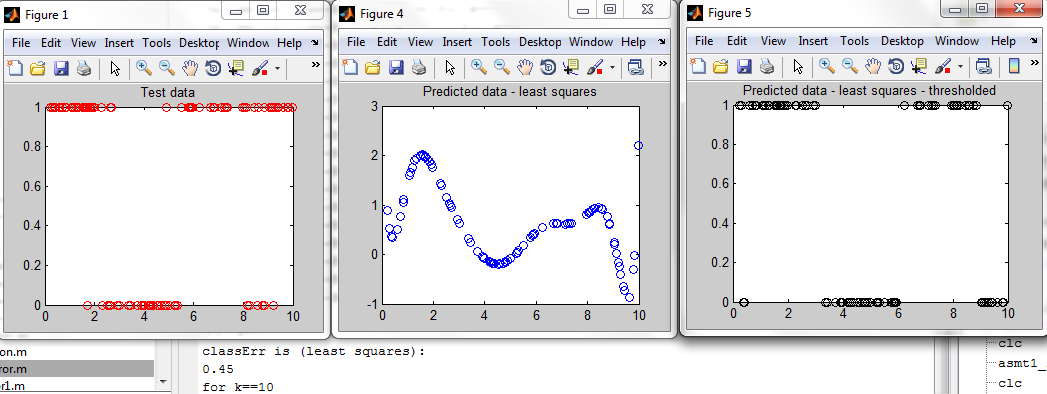 Figure 1
File Edit View Insert Tools Desktop Window Help
Test data
1
0.8
0.6
0.4
0.2
0
0 2 4 6 8 10
Figure 4
File Edit View Insert Tools Desktop Window Help
Predicted data - least squares
3
2
1
0
-1
0 2 4 6 8 10
Figure 5
File Edit View Insert Tools Desktop Window Help
Predicted data - least squares - thresholded
1
0.8
0.6
0.4
0.2
0
0 2 4 6 8 10
on.m
ror.m
or1.m
classErr is (least squares):
0.45
for k==10
clc
asmt1_
clc